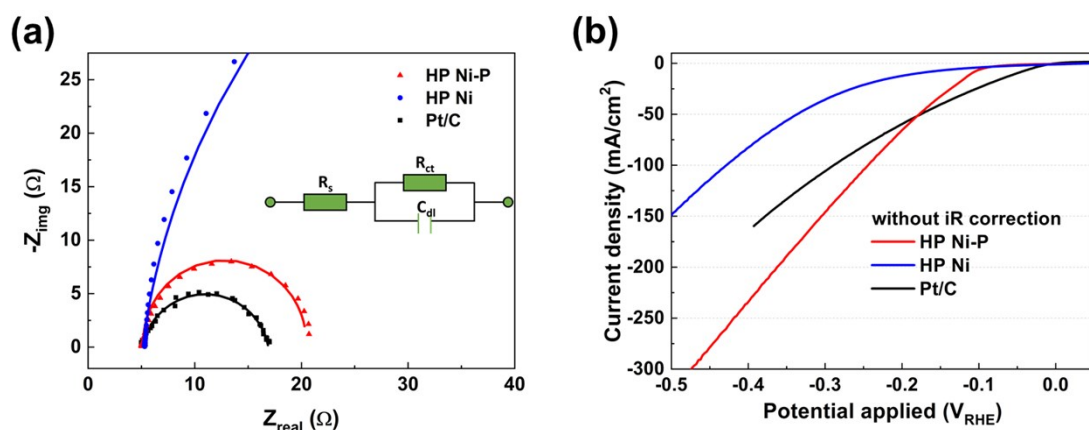 (a)
25
20
15
10
5
0
-Z_img (Ω)
HP Ni-P
HP Ni
Pt/C
R_ct
R_s
C_dl
0 10 20 30 40
Z_real (Ω)
(b)
0
-50
-100
-150
-200
-250
-300
Current density (mA/cm²)
without iR correction
HP Ni-P
HP Ni
Pt/C
-0.5 -0.4 -0.3 -0.2 -0.1 0.0
Potential applied (V_RHE)